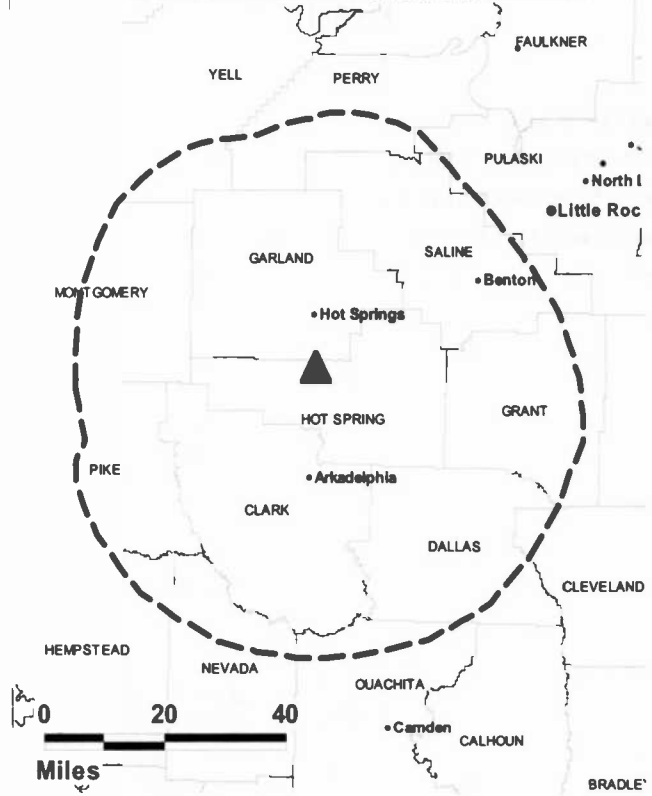 FAULKNER
YELL
PERRY
PULASKI
North L
Little Roc
SALINE
GARLAND
Benton
MONTGOMERY
Hot Springs
GRANT
HOT SPRING
PIKE
Arkadelphia
CLARK
DALLAS
CLEVELAND
HEMPSTEAD
NEVADA
OUACHITA
0 20 40
Camden
CALHOUN
Miles
BRADLEY